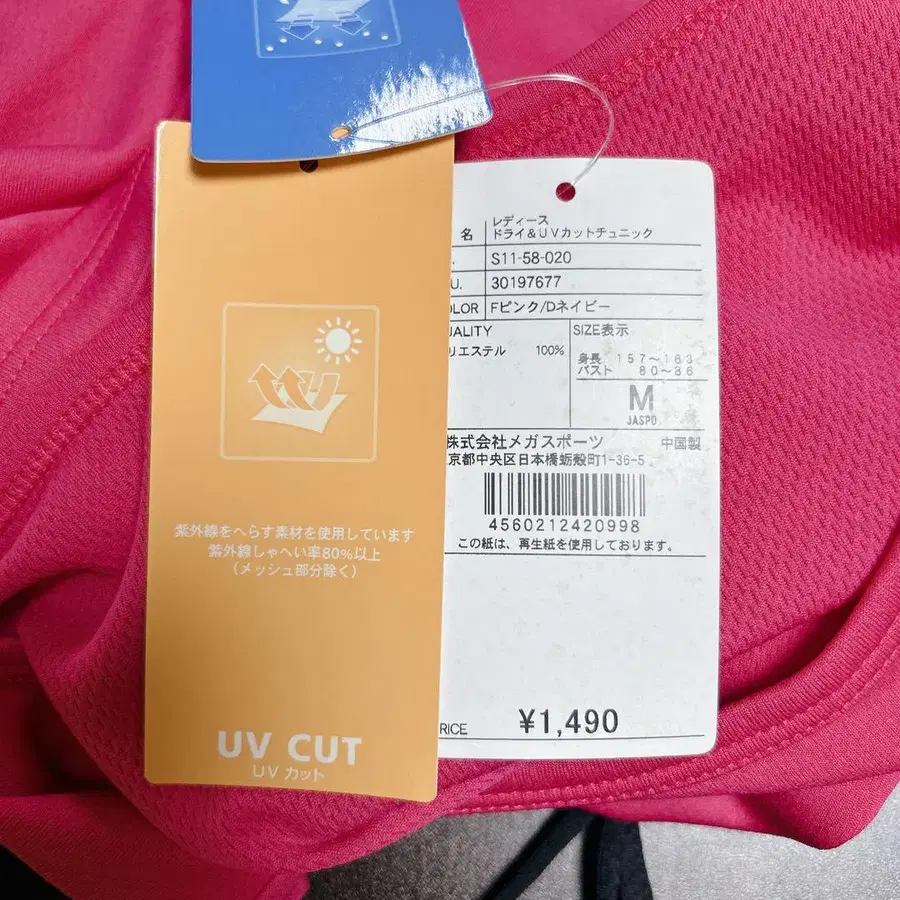 紫外線をへらす素材を使用しています
紫外線しゃへい率80%以上
(メッシュ部分除く)
UV CUT
UVカット
名 レディース
ドライ&UVカットチュニック
S11-58-020
U. 30197677
OLOR Fピンク/Dネイビー
UALITY
リエステル 100%
SIZE表示
身長 157~163
バスト 80~86
M
JASPO
株式会社メガスポーツ 中国製
京都中央区日本橋蛎殻町1-36-5
4560212420998
この紙は、再生紙を使用しております。
RICE ¥1,490